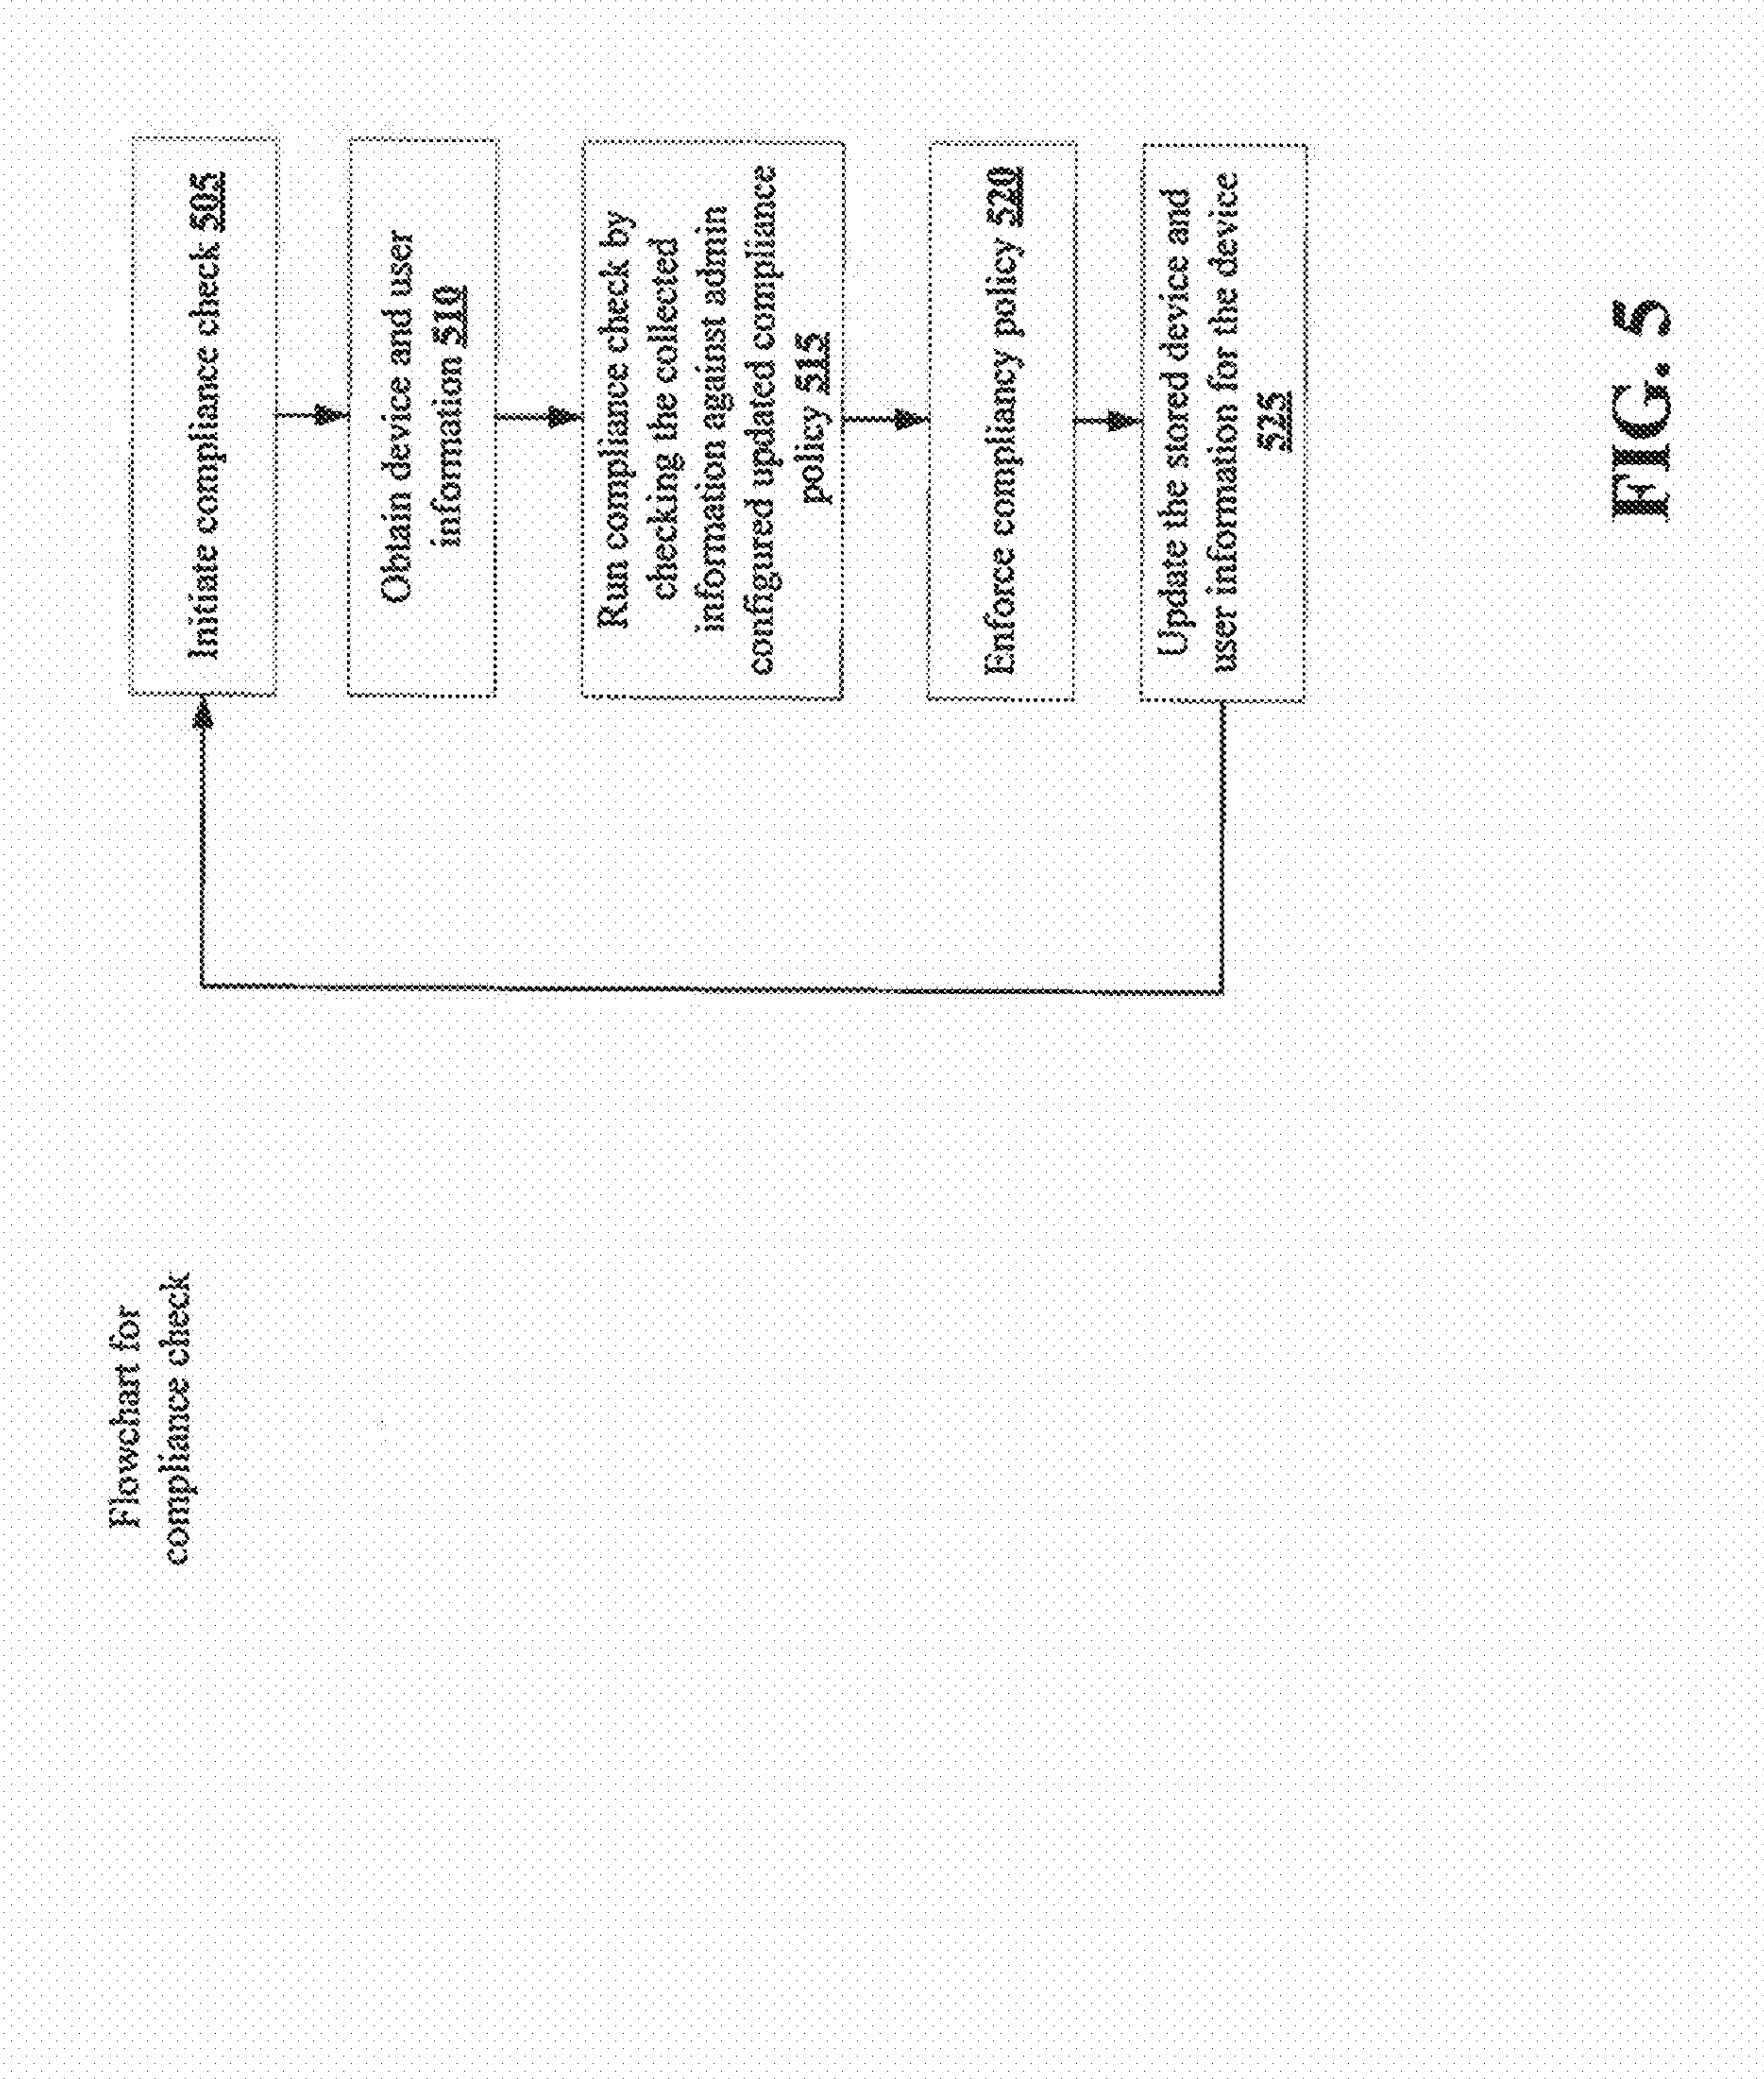 Flowchart for
compliance check
Initiate compliance check 505
Obtain device and user
information 510
Run compliance check by
checking the collected
information against admin
configured updated compliance
policy 515
Enforce compliancy policy 520
Update the stored device and
user information for the device
525
FIG. 5